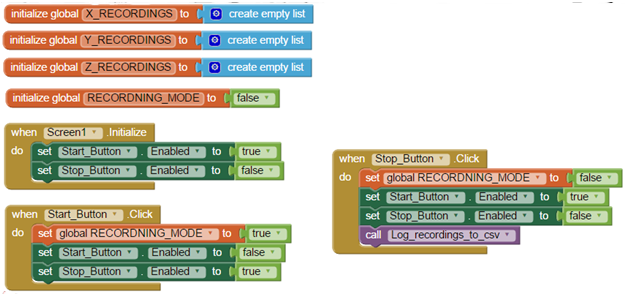 initialize global X_RECORDINGS to create empty list
initialize global Y_RECORDINGS to create empty list
initialize global Z_RECORDINGS to create empty list
initialize global RECORDNING_MODE to false
when Screen1 .Initialize
do set Start_Button . Enabled to true
set Stop_Button . Enabled to false
when Start_Button .Click
do set global RECORDNING_MODE to true
set Start_Button . Enabled to false
set Stop_Button . Enabled to true
when Stop_Button .Click
do set global RECORDNING_MODE to false
set Start_Button . Enabled to true
set Stop_Button . Enabled to false
call Log_recordings_to_csv